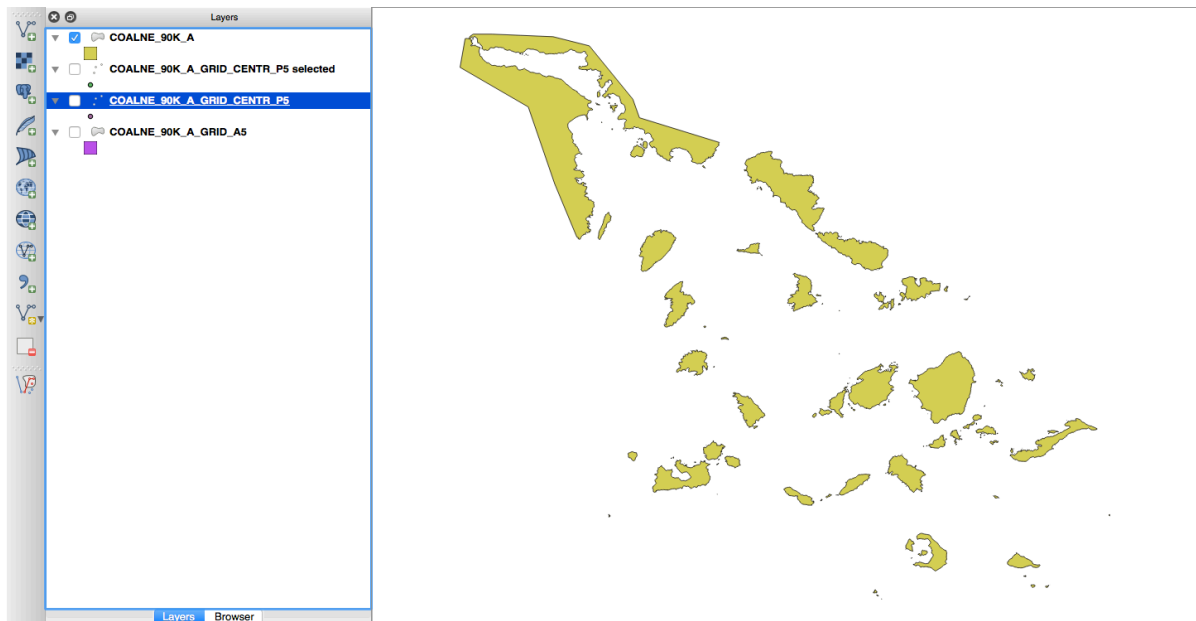 Layers
COALNE_90K_A
COALNE_90K_A_GRID_CENTR_P5 selected
COALNE_90K_A_GRID_CENTR_P5
COALNE_90K_A_GRID_A5
Layers Browser